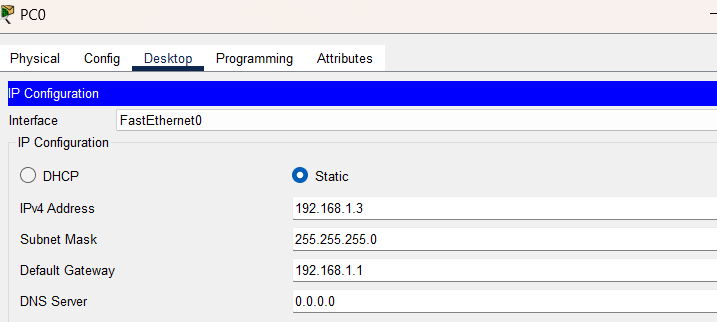 PC0
Physical Config Desktop Programming Attributes
IP Configuration
Interface FastEthernet0
IP Configuration
DHCP Static
IPv4 Address 192.168.1.3
Subnet Mask 255.255.255.0
Default Gateway 192.168.1.1
DNS Server 0.0.0.0